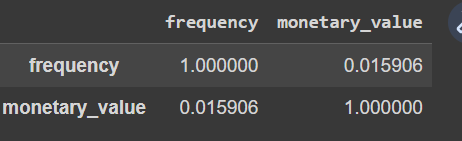 frequency monetary_value
frequency 1.000000 0.015906
monetary_value 0.015906 1.000000